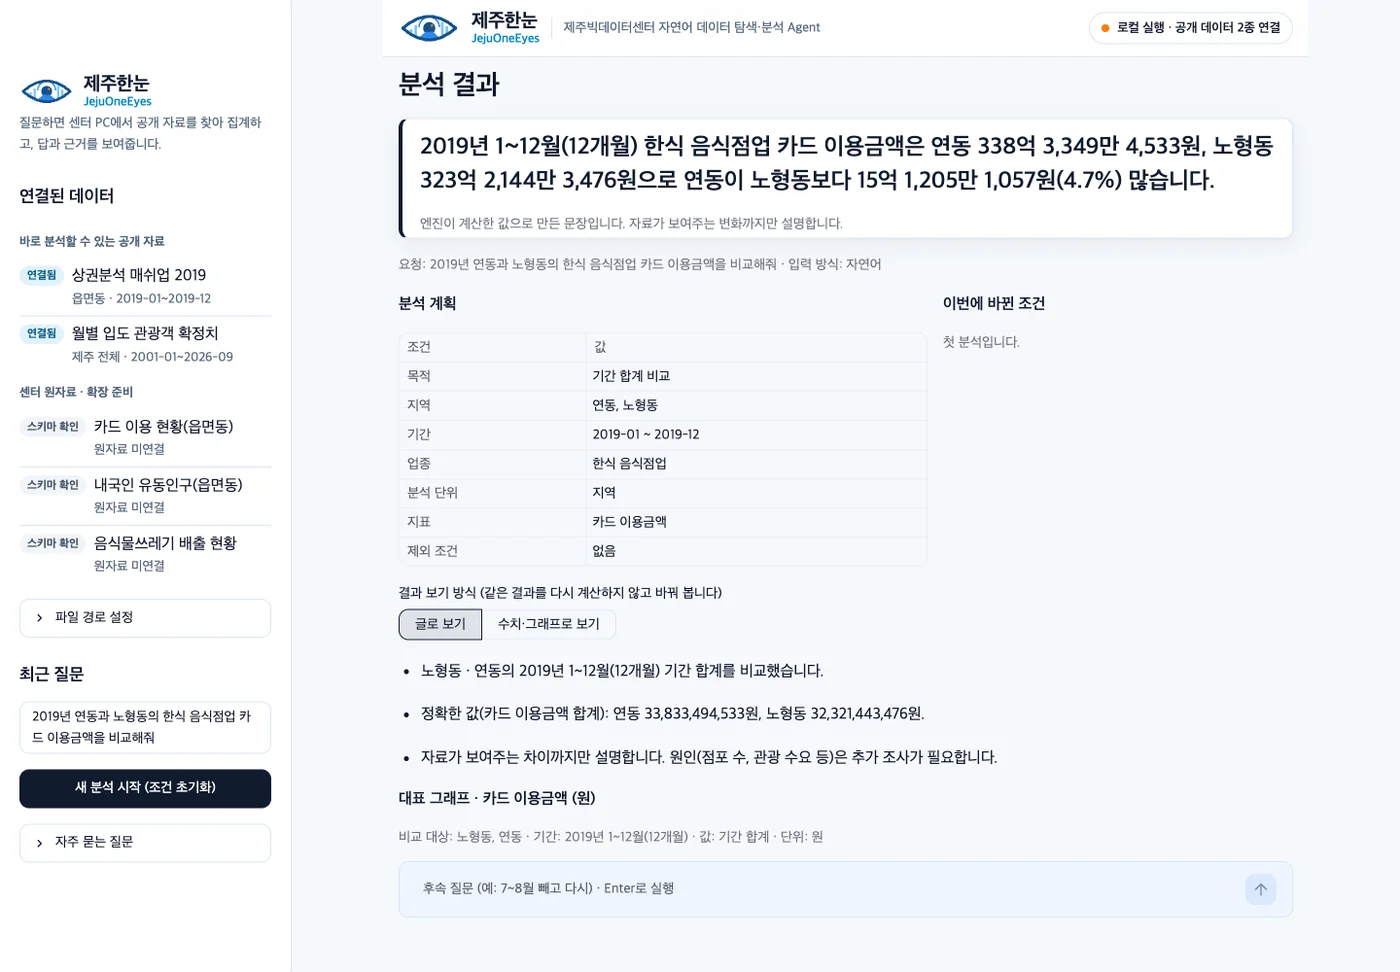 제주한눈
JejuOneEyes
질문하면 센터 PC에서 공개 자료를 찾아 집계하
고, 답과 근거를 보여줍니다.
연결된 데이터
바로 분석할 수 있는 공개 자료
연결됨 상권분석 매쉬업 2019
읍면동 · 2019-01~2019-12
연결됨 월별 입도 관광객 확정치
제주 전체 · 2001-01~2026-09
센터 원자료 · 확장 준비
스키마 확인 카드 이용 현황(읍면동)
원자료 미연결
스키마 확인 내국인 유동인구(읍면동)
원자료 미연결
스키마 확인 음식물쓰레기 배출 현황
원자료 미연결
파일 경로 설정
최근 질문
2019년 연동과 노형동의 한식 음식점업 카
드 이용금액을 비교해줘
새 분석 시작 (조건 초기화)
자주 묻는 질문
제주한눈
JejuOneEyes
제주빅데이터센터 자연어 데이터 탐색·분석 Agent
로컬 실행 · 공개 데이터 2종 연결
분석 결과
2019년 1~12월(12개월) 한식 음식점업 카드 이용금액은 연동 338억 3,349만 4,533원, 노형동
323억 2,144만 3,476원으로 연동이 노형동보다 15억 1,205만 1,057원(4.7%) 많습니다.
엔진이 계산한 값으로 만든 문장입니다. 자료가 보여주는 변화까지만 설명합니다.
요청: 2019년 연동과 노형동의 한식 음식점업 카드 이용금액을 비교해줘 · 입력 방식: 자연어
분석 계획
조건 값
목적 기간 합계 비교
지역 연동, 노형동
기간 2019-01 ~ 2019-12
업종 한식 음식점업
분석 단위 지역
지표 카드 이용금액
제외 조건 없음
이번에 바뀐 조건
첫 분석입니다.
결과 보기 방식 (같은 결과를 다시 계산하지 않고 바꿔 봅니다)
글로 보기 수치·그래프로 보기
• 노형동 · 연동의 2019년 1~12월(12개월) 기간 합계를 비교했습니다.
• 정확한 값(카드 이용금액 합계): 연동 33,833,494,533원, 노형동 32,321,443,476원.
• 자료가 보여주는 차이까지만 설명합니다. 원인(점포 수, 관광 수요 등)은 추가 조사가 필요합니다.
대표 그래프 · 카드 이용금액 (원)
비교 대상: 노형동, 연동 · 기간: 2019년 1~12월(12개월) · 값: 기간 합계 · 단위: 원
후속 질문 (예: 7~8월 빼고 다시) · Enter로 실행